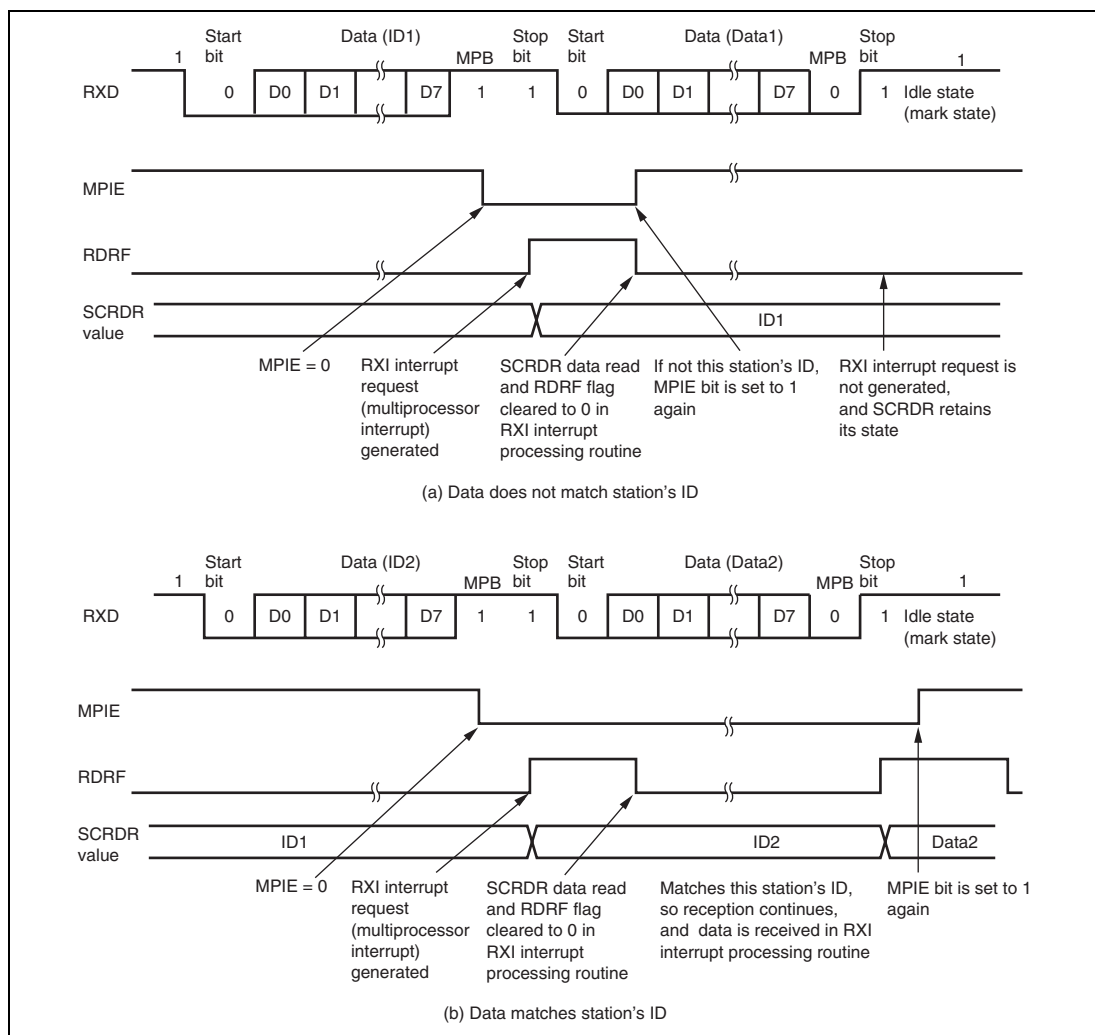 Start bit Data (ID1) Stop bit Start bit Data (Data1) Stop bit
1 MPB MPB 1
RXD 0 D0 D1 D7 1 1 0 D0 D1 D7 0 1 Idle state (mark state)
MPIE
RDRF
SCRDR value ID1
MPIE = 0
RXI interrupt request (multiprocessor interrupt) generated
SCRDR data read and RDRF flag cleared to 0 in RXI interrupt processing routine
If not this station's ID, MPIE bit is set to 1 again
RXI interrupt request is not generated, and SCRDR retains its state
(a) Data does not match station's ID
Start bit Data (ID2) Stop bit Start bit Data (Data2) Stop bit
1 MPB MPB 1
RXD 0 D0 D1 D7 1 1 0 D0 D1 D7 0 1 Idle state (mark state)
MPIE
RDRF
SCRDR value ID1 ID2 Data2
MPIE = 0
RXI interrupt request (multiprocessor interrupt) generated
SCRDR data read and RDRF flag cleared to 0 in RXI interrupt processing routine
Matches this station's ID, so reception continues, and data is received in RXI interrupt processing routine
MPIE bit is set to 1 again
(b) Data matches station's ID